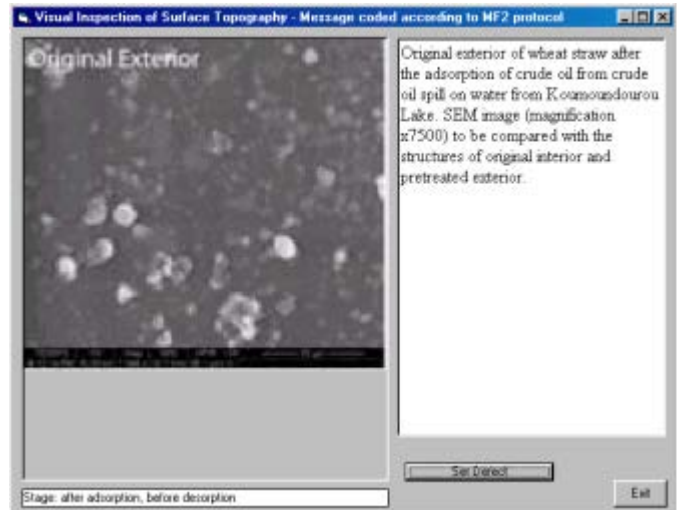 Visual Inspection of Surface Topography - Message coded according to MF2 protocol
Original Exterior
Original exterior of wheat straw after
the adsorption of crude oil from crude
oil spill on water from Koumoundourou
Lake. SEM image (magnification
x7500) to be compared with the
structures of original interior and
pretreated exterior.
Set Defect
Stage: after adsorption, before desorption
Exit